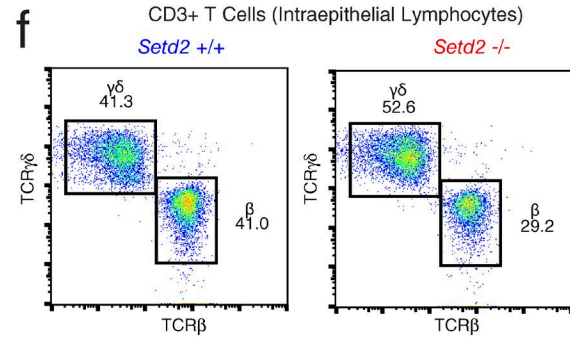 f
CD3+ T Cells (Intraepithelial Lymphocytes)
Setd2 +/+
Setd2 -/-
γδ
41.3
β
41.0
TCRγδ
TCRβ
γδ
52.6
β
29.2
TCRγδ
TCRβ